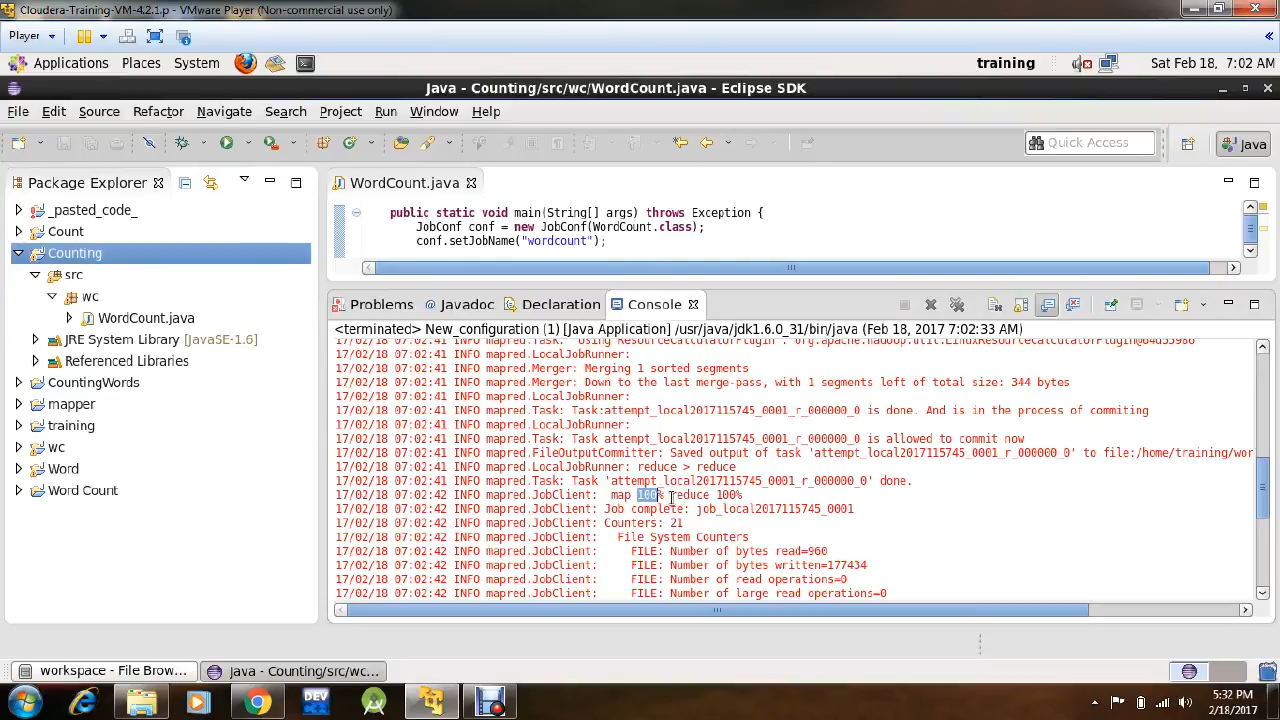 Cloudera-Training-VM-4.2.1.p - VMware Player (Non-commercial use only)
Player
Applications Places System training Sat Feb 18, 7:02 AM
Java - Counting/src/wc/WordCount.java - Eclipse SDK
File Edit Source Refactor Navigate Search Project Run Window Help
Quick Access Java
Package Explorer
_pasted_code_
Count
Counting
src
wc
WordCount.java
JRE System Library [JavaSE-1.6]
Referenced Libraries
CountingWords
mapper
training
wc
Word
Word Count
WordCount.java
public static void main(String[] args) throws Exception {
JobConf conf = new JobConf(WordCount.class);
conf.setJobName("wordcount");
Problems Javadoc Declaration Console
<terminated> New_configuration (1) [Java Application] /usr/java/jdk1.6.0_31/bin/java (Feb 18, 2017 7:02:33 AM)
17/02/18 07:02:41 INFO mapred.Task:  Using ResourceCalculatorPlugin : org.apache.hadoop.util.LinuxResourceCalculatorPlugin@64d55986
17/02/18 07:02:41 INFO mapred.LocalJobRunner:
17/02/18 07:02:41 INFO mapred.Merger: Merging 1 sorted segments
17/02/18 07:02:41 INFO mapred.Merger: Down to the last merge-pass, with 1 segments left of total size: 344 bytes
17/02/18 07:02:41 INFO mapred.LocalJobRunner:
17/02/18 07:02:41 INFO mapred.Task: Task:attempt_local2017115745_0001_r_000000_0 is done. And is in the process of commiting
17/02/18 07:02:41 INFO mapred.LocalJobRunner:
17/02/18 07:02:41 INFO mapred.Task: Task attempt_local2017115745_0001_r_000000_0 is allowed to commit now
17/02/18 07:02:41 INFO mapred.FileOutputCommitter: Saved output of task 'attempt_local2017115745_0001_r_000000_0' to file:/home/training/wor
17/02/18 07:02:41 INFO mapred.LocalJobRunner: reduce > reduce
17/02/18 07:02:41 INFO mapred.Task: Task 'attempt_local2017115745_0001_r_000000_0' done.
17/02/18 07:02:42 INFO mapred.JobClient:  map 100% reduce 100%
17/02/18 07:02:42 INFO mapred.JobClient: Job complete: job_local2017115745_0001
17/02/18 07:02:42 INFO mapred.JobClient: Counters: 21
17/02/18 07:02:42 INFO mapred.JobClient:   File System Counters
17/02/18 07:02:42 INFO mapred.JobClient:     FILE: Number of bytes read=960
17/02/18 07:02:42 INFO mapred.JobClient:     FILE: Number of bytes written=177434
17/02/18 07:02:42 INFO mapred.JobClient:     FILE: Number of read operations=0
17/02/18 07:02:42 INFO mapred.JobClient:     FILE: Number of large read operations=0
workspace - File Brow... Java - Counting/src/wc...
DEV
5:32 PM
2/18/2017